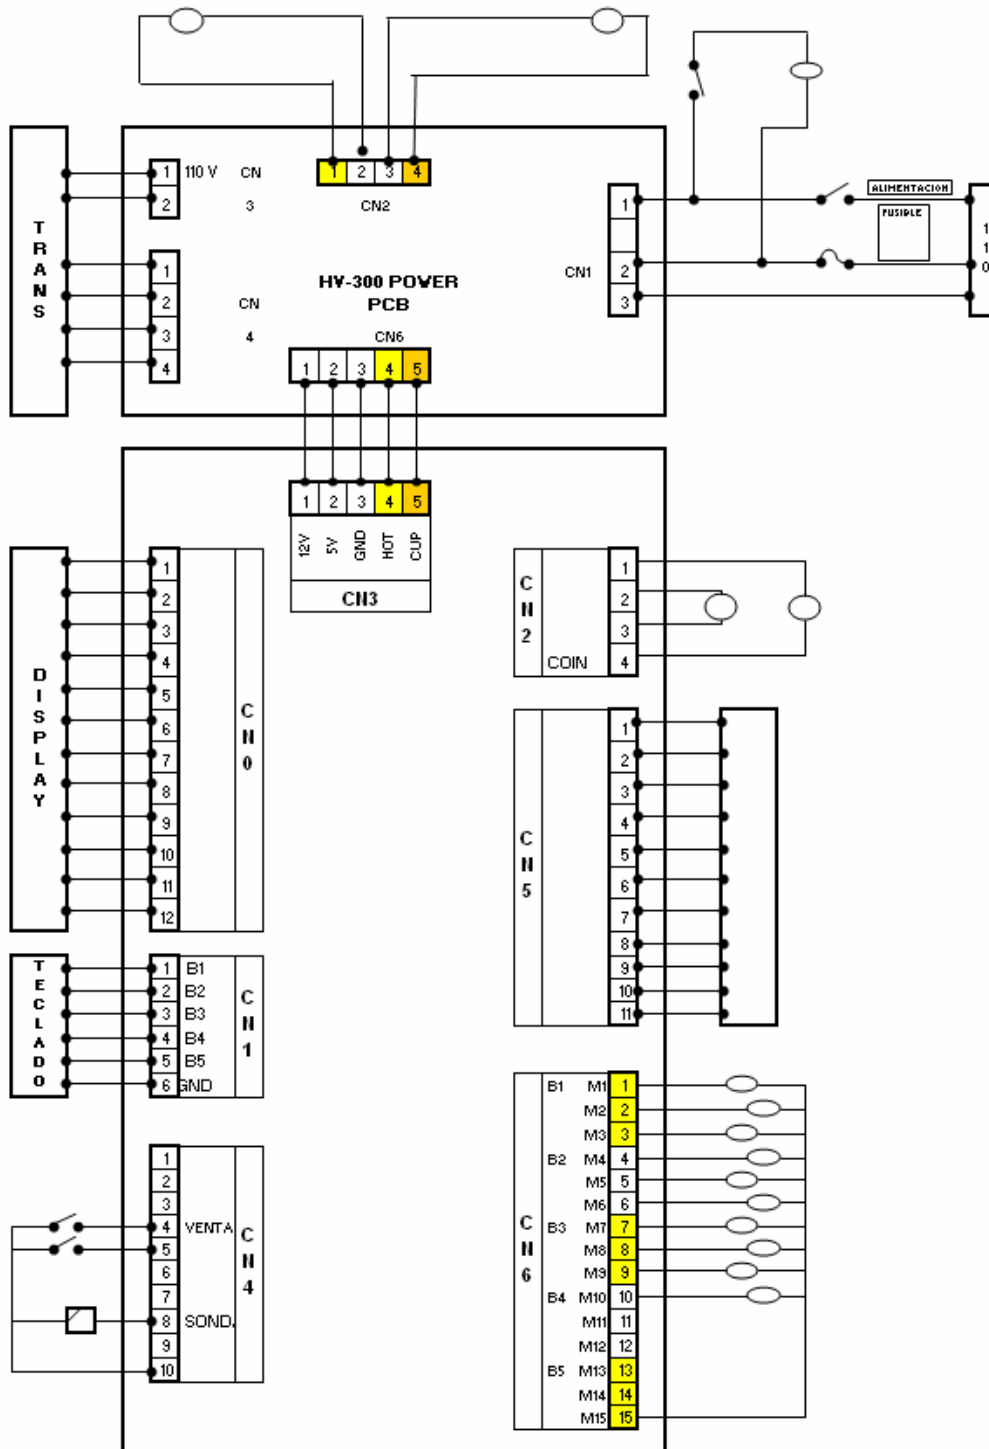 1 2 3 4
CN2
1 110 V CN
2 3
T
R
A
N
S
1
2 CN
3 4
4
HV-300 POVER
PCB
CN6
1 2 3 4 5
CN1
1
2
3
ALIMENTACION
FUSIBLE
1
1
0
1 2 3 4 5
12V 5V GND HOT CUP
CN3
D
I
S
P
L
A
Y
1
2
3
4
5
6
7
8
9
10
11
12
C
N
0
C
N
2
1
2
3
COIN 4
C
N
5
1
2
3
4
5
6
7
8
9
10
11
T
E
C
L
A
D
O
1 B1
2 B2
3 B3
4 B4
5 B5
6 GND
C
N
1
1
2
3
4 VENTA
5
6
7
8 SOND.
9
10
C
N
4
C
N
6
B1 M1 1
M2 2
M3 3
B2 M4 4
M5 5
M6 6
B3 M7 7
M8 8
M9 9
B4 M10 10
M11 11
M12 12
B5 M13 13
M14 14
M15 15